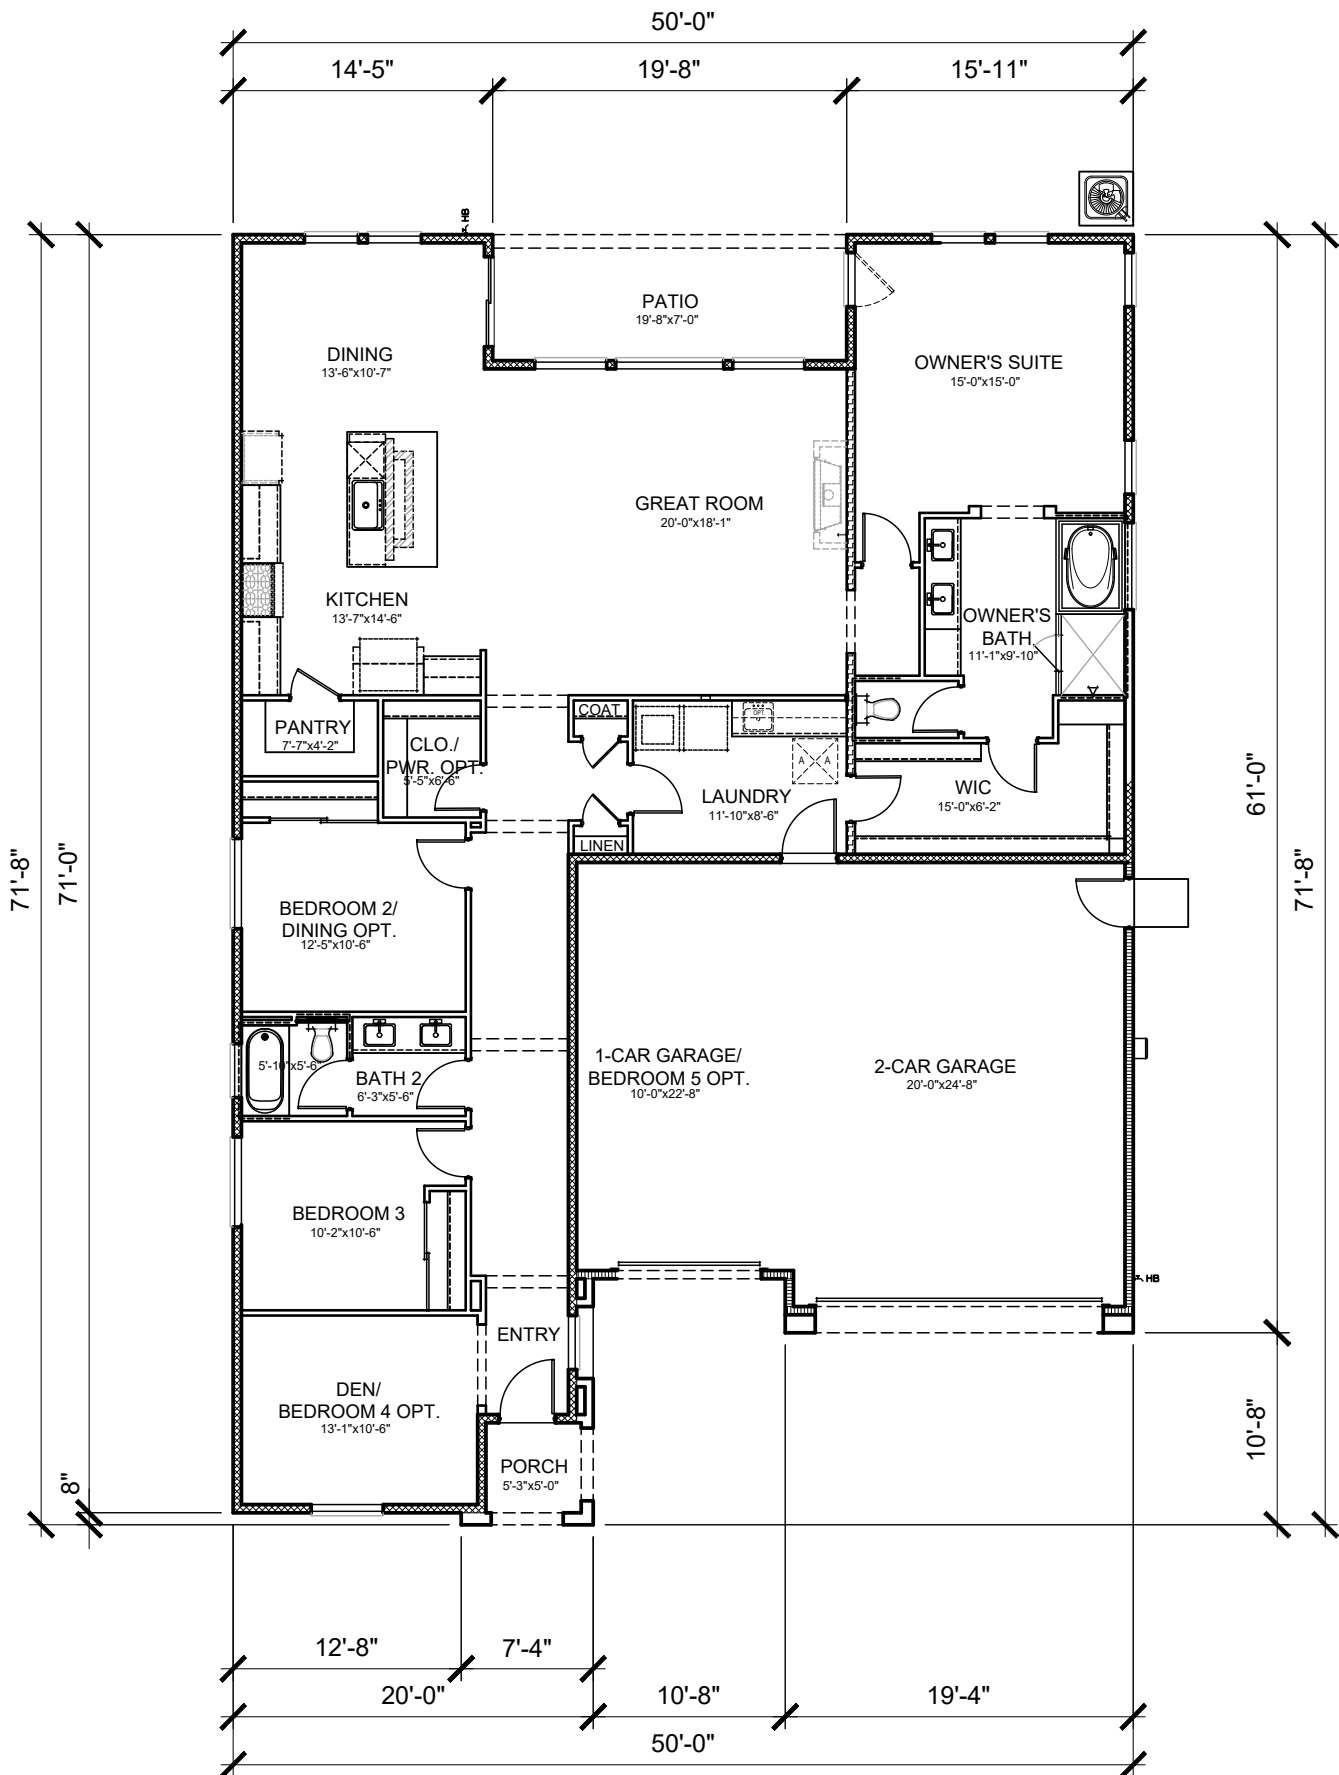 50'-0"
14'-5"
19'-8"
15'-11"
HB
PATIO
19'-8"x7'-0"
DINING
13'-6"x10'-7"
OWNER'S SUITE
15'-0"x15'-0"
GREAT ROOM
20'-0"x18'-1"
KITCHEN
13'-7"x14'-6"
OWNER'S
BATH
11'-1"x9'-10"
PANTRY
7'-7"x4'-2"
CLO./
PWR. OPT.
5'-5"x6'-6"
COAT
OPT.
A A
LAUNDRY
11'-10"x8'-6"
WIC
15'-0"x6'-2"
LINEN
61'-0"
71'-8"
71'-0"
71'-8"
BEDROOM 2/
DINING OPT.
12'-5"x10'-6"
5'-10"x5'-6"
BATH 2
6'-3"x5'-6"
1-CAR GARAGE/
BEDROOM 5 OPT.
10'-0"x22'-8"
2-CAR GARAGE
20'-0"x24'-8"
BEDROOM 3
10'-2"x10'-6"
HB
ENTRY
DEN/
BEDROOM 4 OPT.
13'-1"x10'-6"
PORCH
5'-3"x5'-0"
8"
10'-8"
12'-8"
7'-4"
20'-0"
10'-8"
19'-4"
50'-0"